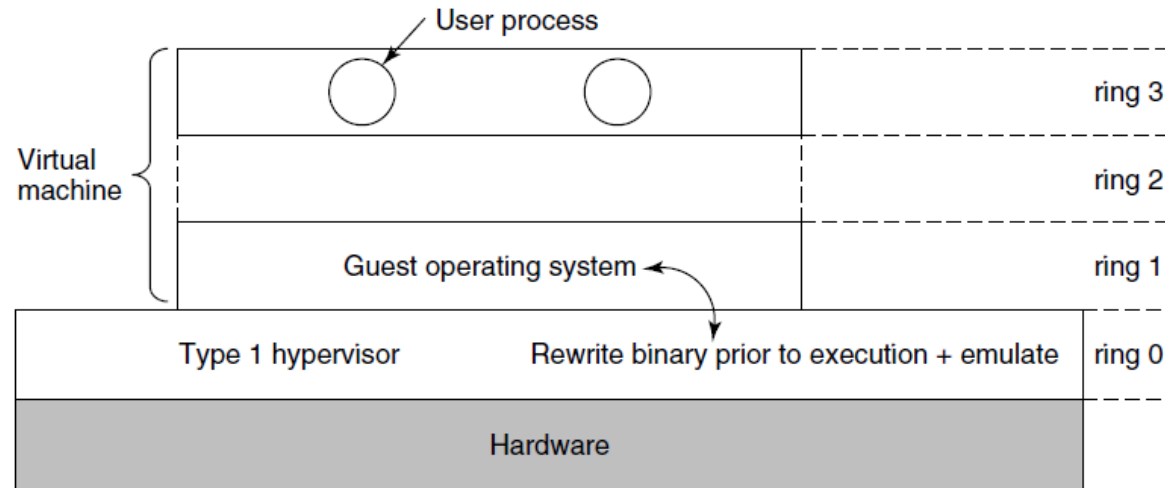 User process
ring 3
Virtual
machine
ring 2
Guest operating system
ring 1
Type 1 hypervisor
Rewrite binary prior to execution + emulate
ring 0
Hardware